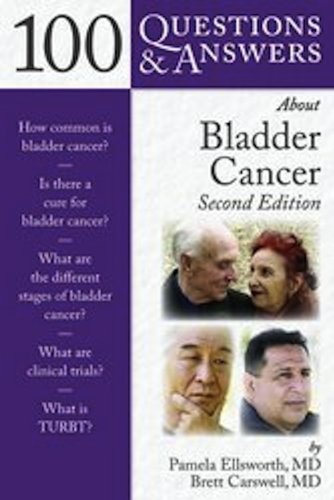 100 QUESTIONS
& ANSWERS
About
Bladder
Cancer
Second Edition
How common is
bladder cancer?
Is there a
cure for
bladder cancer?
What are
the different
stages of bladder
cancer?
What are
clinical trials?
What is
TURBT?
by
Pamela Ellsworth, MD
Brett Carswell, MD